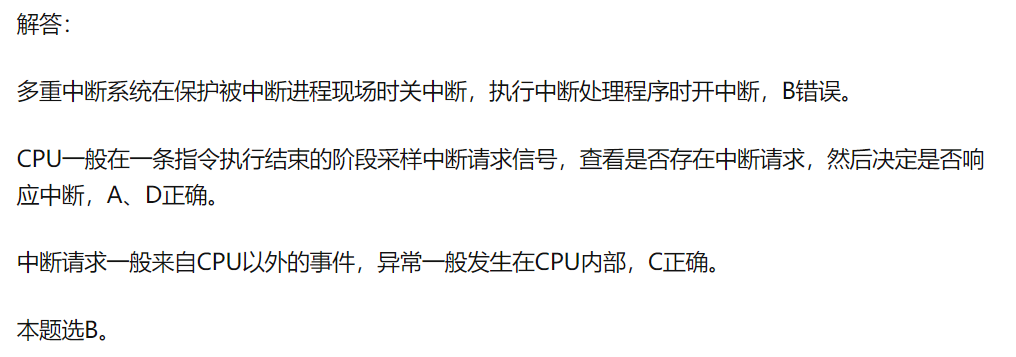 解答：
多重中断系统在保护被中断进程现场时关中断，执行中断处理程序时开中断，B错误。
CPU一般在一条指令执行结束的阶段采样中断请求信号，查看是否存在中断请求，然后决定是否响
应中断，A、D正确。
中断请求一般来自CPU以外的事件，异常一般发生在CPU内部，C正确。
本题选B。